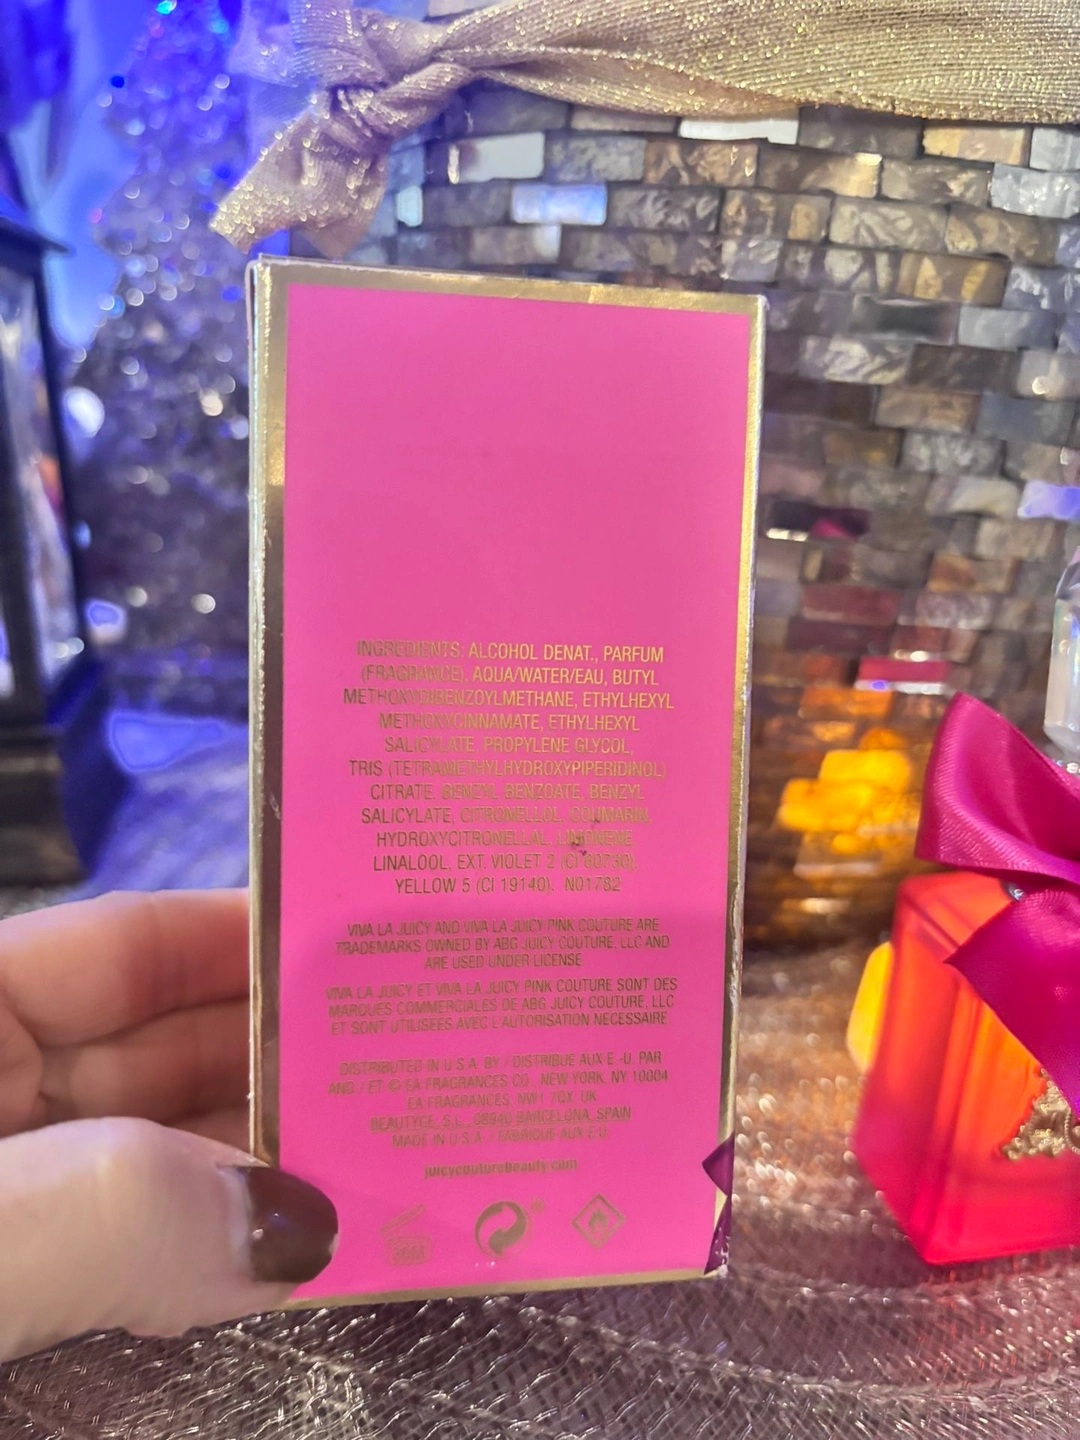 INGREDIENTS: ALCOHOL DENAT., PARFUM
(FRAGRANCE), AQUA/WATER/EAU, BUTYL
METHOXYDIBENZOYLMETHANE, ETHYLHEXYL
METHOXYCINNAMATE, ETHYLHEXYL
SALICYLATE, PROPYLENE GLYCOL,
TRIS (TETRAMETHYLHYDROXYPIPERIDINOL)
CITRATE, BENZYL BENZOATE, BENZYL
SALICYLATE, CITRONELLOL, COUMARIN,
HYDROXYCITRONELLAL, LIMONENE,
LINALOOL, EXT. VIOLET 2 (CI 60730),
YELLOW 5 (CI 19140). N01782
VIVA LA JUICY AND VIVA LA JUICY PINK COUTURE ARE
TRADEMARKS OWNED BY ABG JUICY COUTURE, LLC AND
ARE USED UNDER LICENSE.
VIVA LA JUICY ET VIVA LA JUICY PINK COUTURE SONT DES
MARQUES COMMERCIALES DE ABG JUICY COUTURE, LLC
ET SONT UTILISEES AVEC L'AUTORISATION NECESSAIRE.
DISTRIBUTED IN U.S.A. BY / DISTRIBUE AUX E.-U. PAR
AND / ET © EA FRAGRANCES CO., NEW YORK, NY 10004
EA FRAGRANCES, NW1 7QX, UK
BEAUTYGE, S.L., 08940 BARCELONA, SPAIN
MADE IN U.S.A. / FABRIQUE AUX E.U.
juicycouturebeauty.com